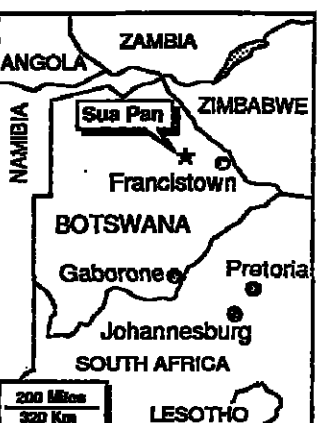 ZAMBIA
ANGOLA
Sua Pan
ZIMBABWE
NAMIBIA
Francistown
BOTSWANA
Gaborone
Pretoria
Johannesburg
SOUTH AFRICA
200 Miles
320 Km
LESOTHO